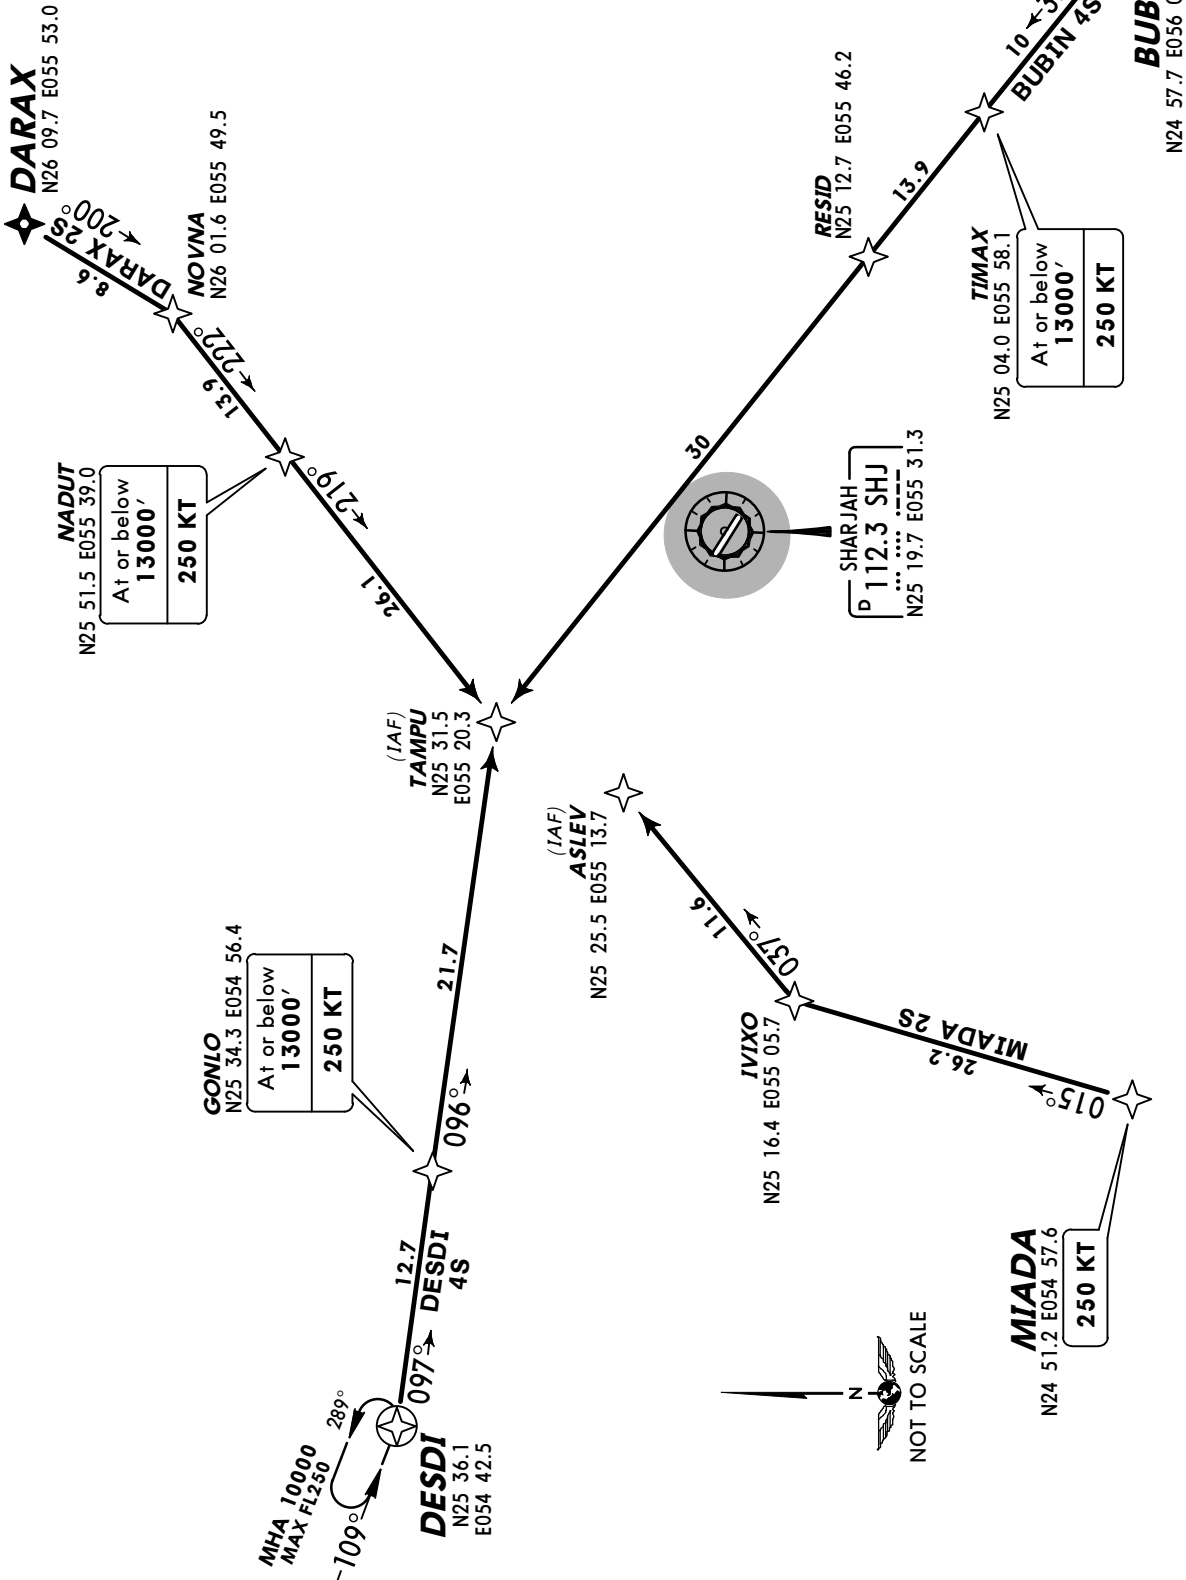 DARAX
N26 09.7 E055 53.0
200°
DARAX 2S
8.6
NOVNA
N26 01.6 E055 49.5
222°
13.9
NADUT
N25 51.5 E055 39.0
At or below
13000′
250 KT
219°
26.1
(IAF)
TAMPU
N25 31.5
E055 20.3
10
BUBIN 4S
BUB
N24 57.7 E056
TIMAX
N25 04.0 E055 58.1
At or below
13000′
250 KT
13.9
RESID
N25 12.7 E055 46.2
30
SHARJAH
D 112.3 SHJ
N25 19.7 E055 31.3
GONLO
N25 34.3 E054 56.4
At or below
13000′
250 KT
21.7
096°
12.7
DESDI
4S
097°
DESDI
N25 36.1
E054 42.5
MHA 10000
MAX FL250
289°
109°
(IAF)
ASLEV
N25 25.5 E055 13.7
11.6
037°
IVIXO
N25 16.4 E055 05.7
MIADA 2S
26.2
015°
MIADA
N24 51.2 E054 57.6
250 KT
N
NOT TO SCALE